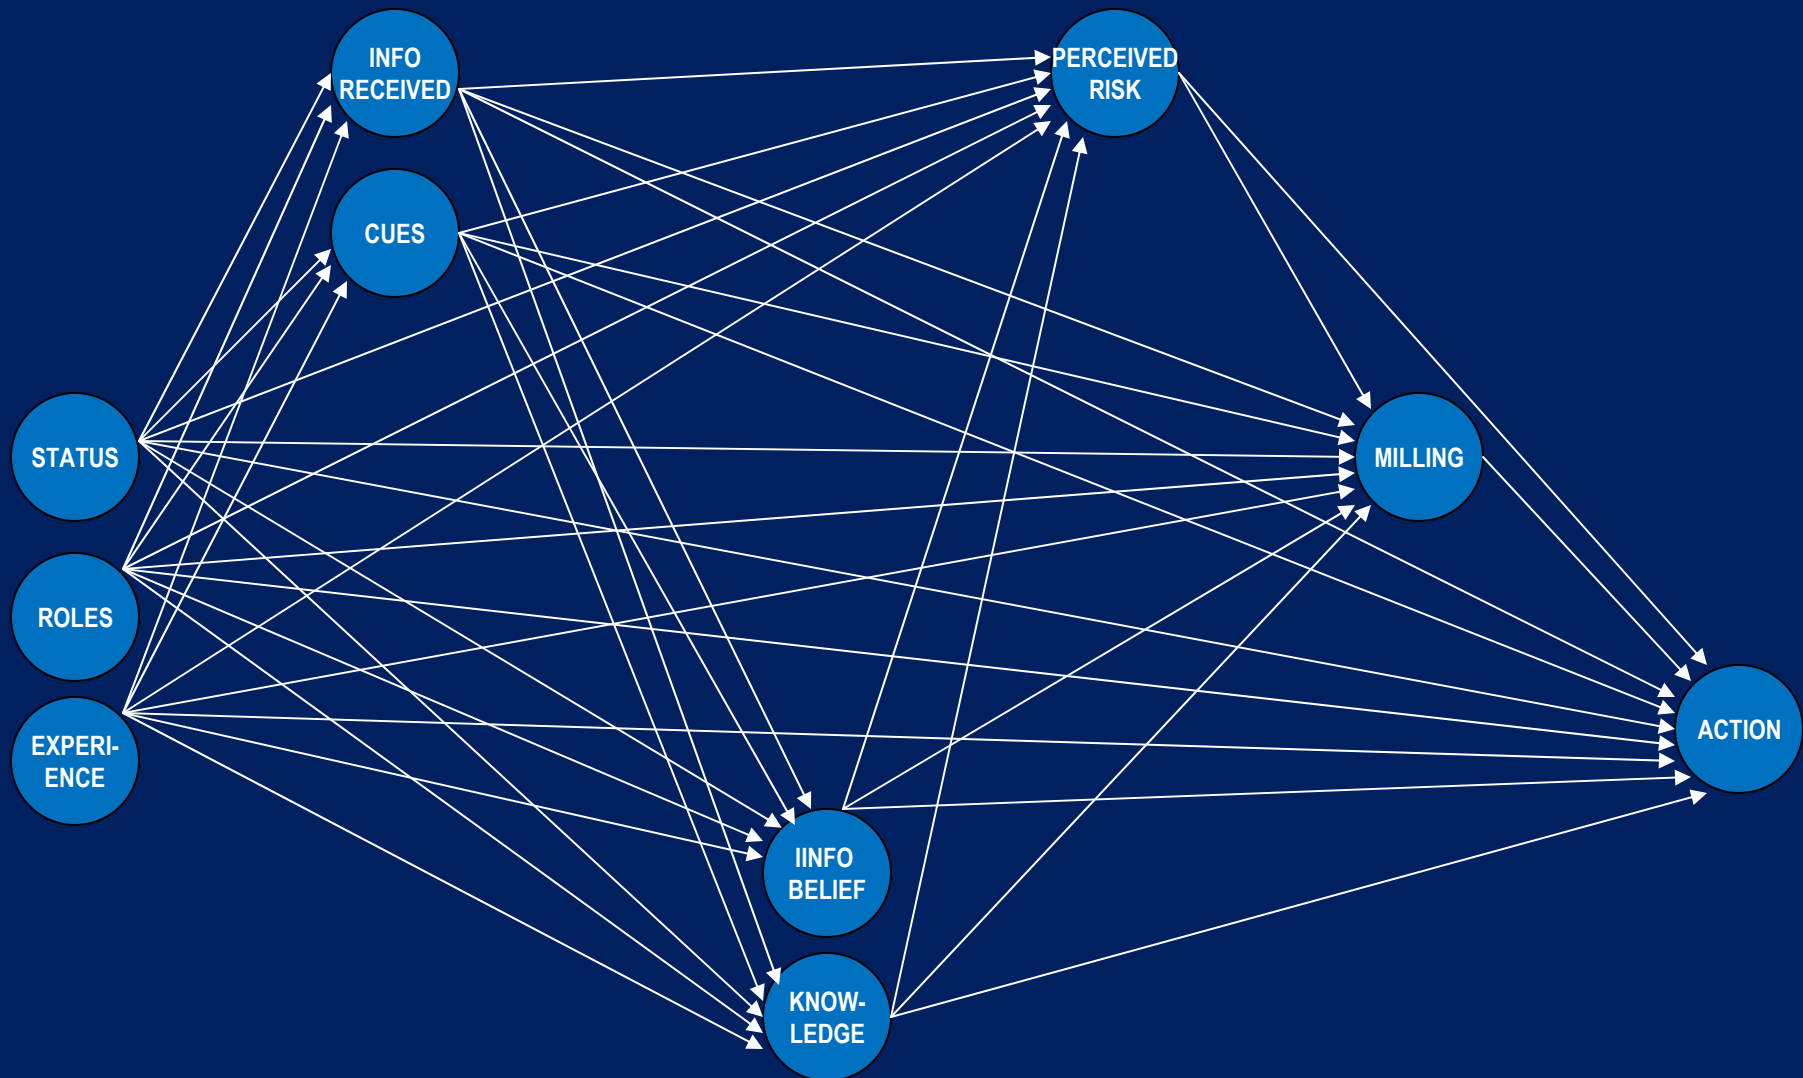 INFO
RECEIVED
PERCEIVED
RISK
CUES
STATUS
MILLING
ROLES
ACTION
EXPERI-
ENCE
IINFO
BELIEF
KNOW-
LEDGE